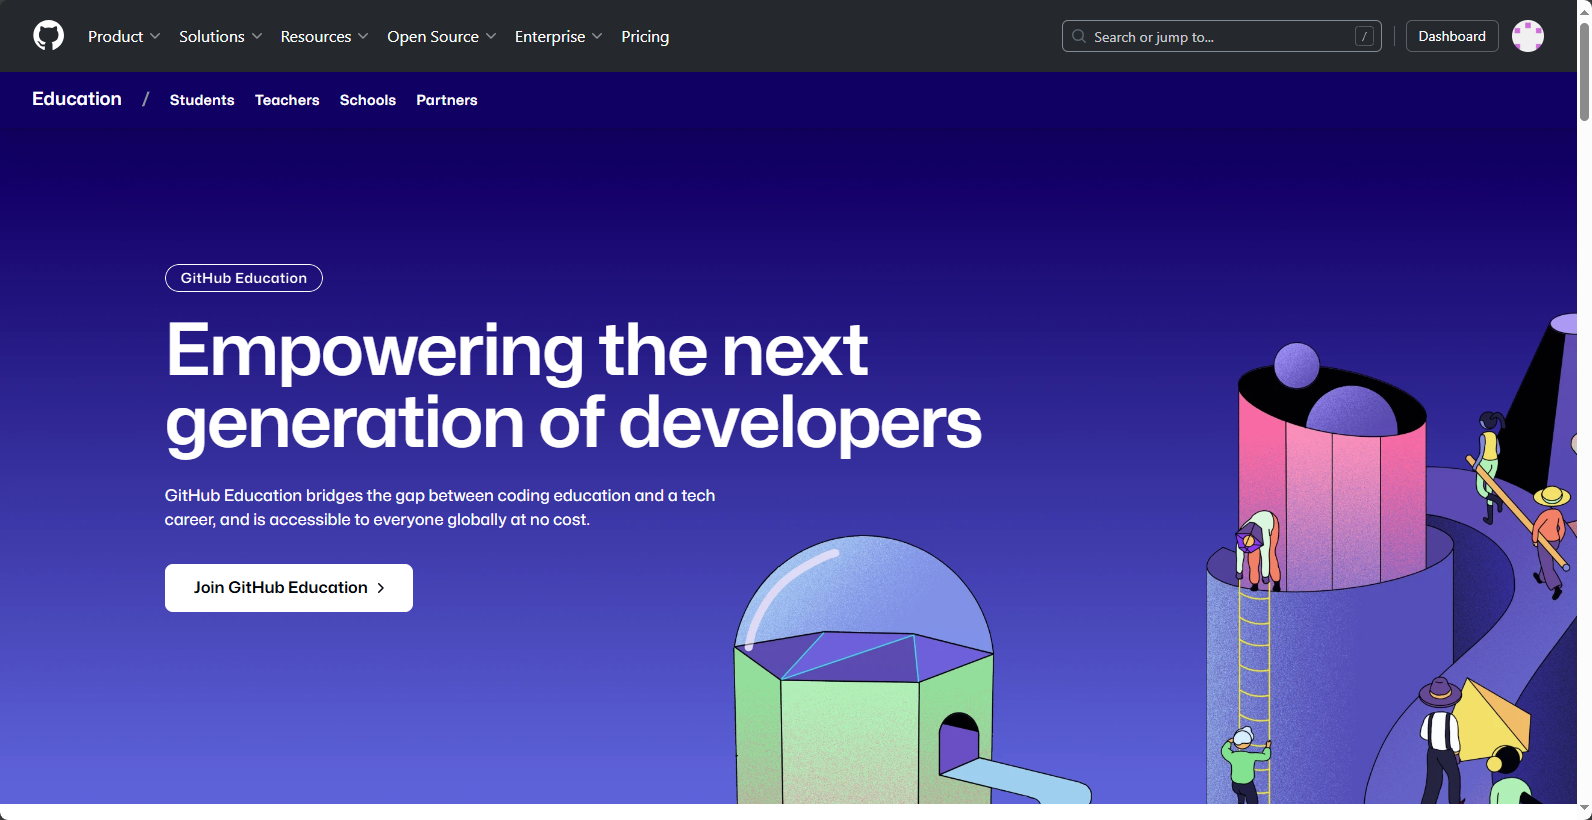 Product
Solutions
Resources
Open Source
Enterprise
Pricing
Search or jump to...
/
Dashboard
Education / Students Teachers Schools Partners
GitHub Education
Empowering the next
generation of developers
GitHub Education bridges the gap between coding education and a tech
career, and is accessible to everyone globally at no cost.
Join GitHub Education